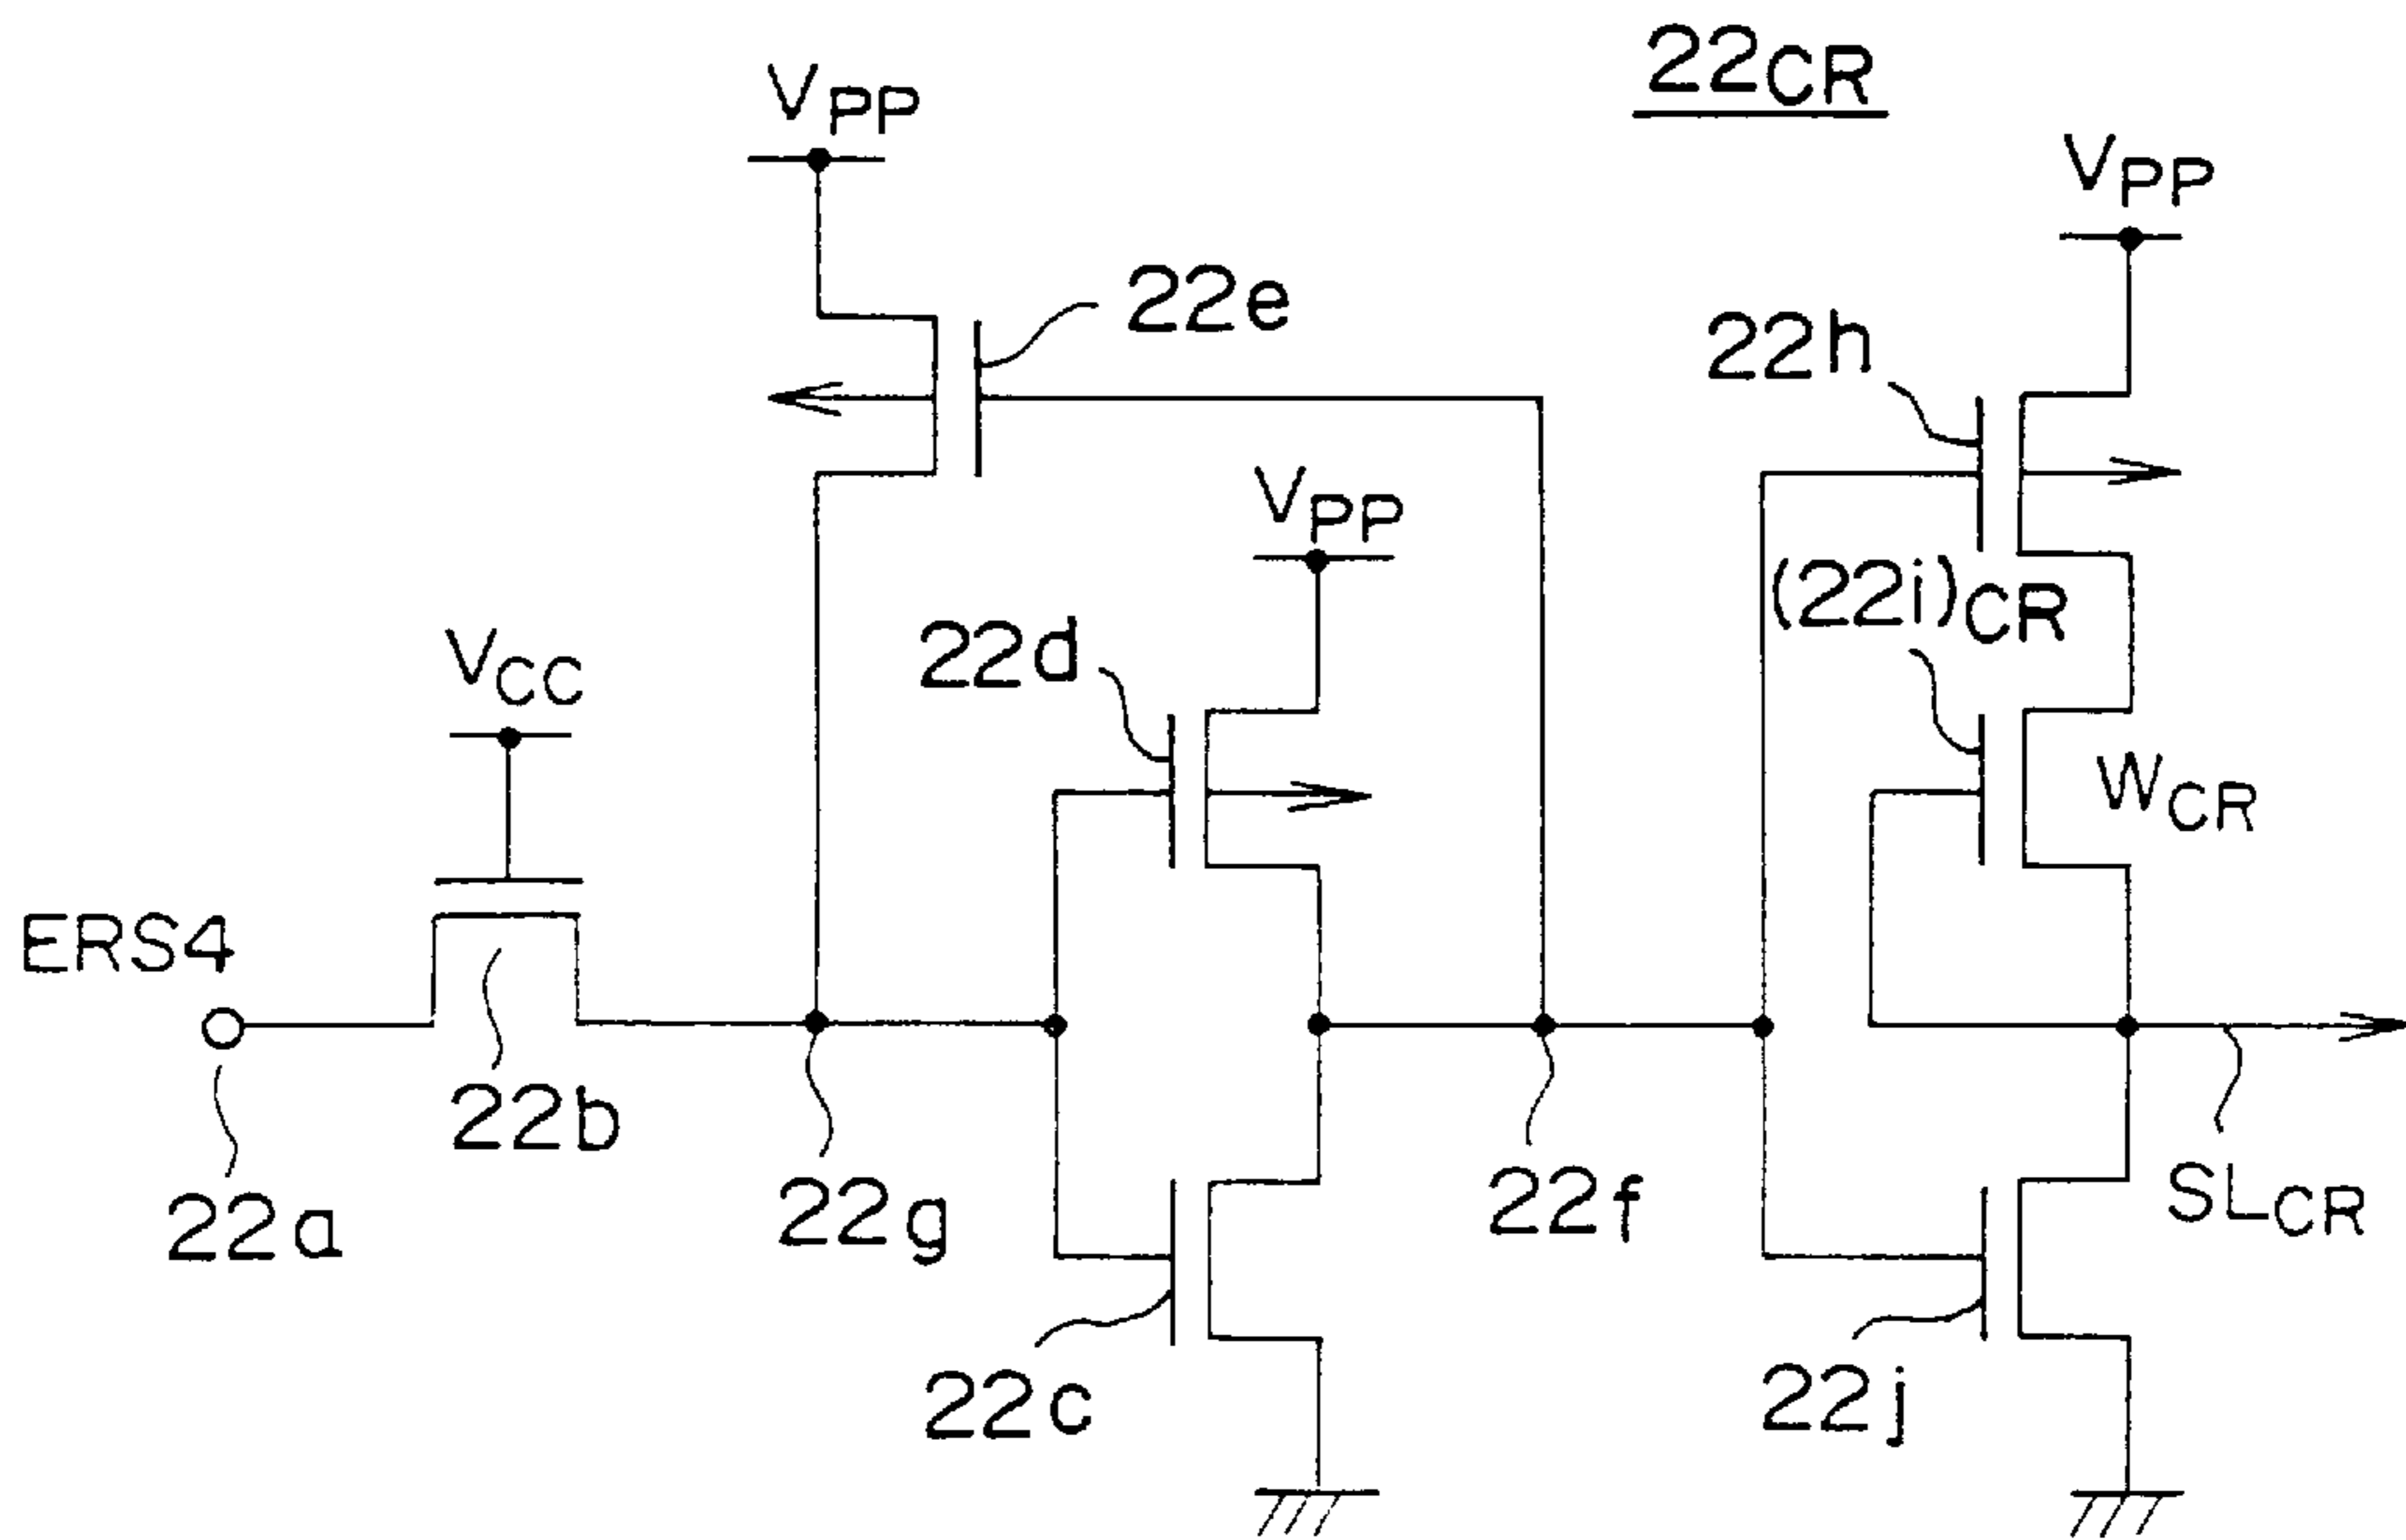 22CR
VPP
VPP
22e
22h
VPP
(22i)CR
22d
VCC
WCR
ERS4
22b
22a
22g
22f
SLCR
22c
22j